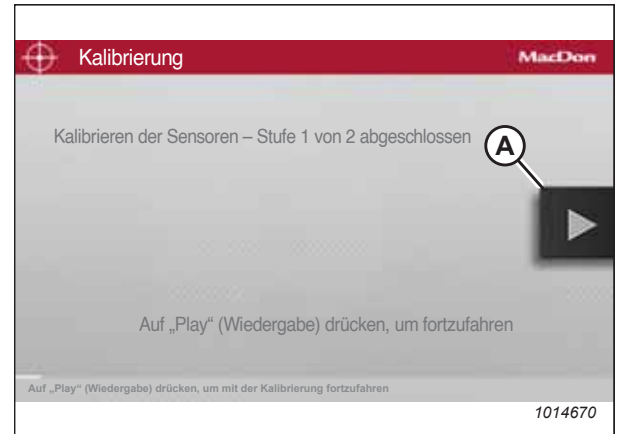 Kalibrierung
MacDon
Kalibrieren der Sensoren – Stufe 1 von 2 abgeschlossen
A
Auf „Play“ (Wiedergabe) drücken, um fortzufahren
Auf „Play“ (Wiedergabe) drücken, um mit der Kalibrierung fortzufahren
1014670